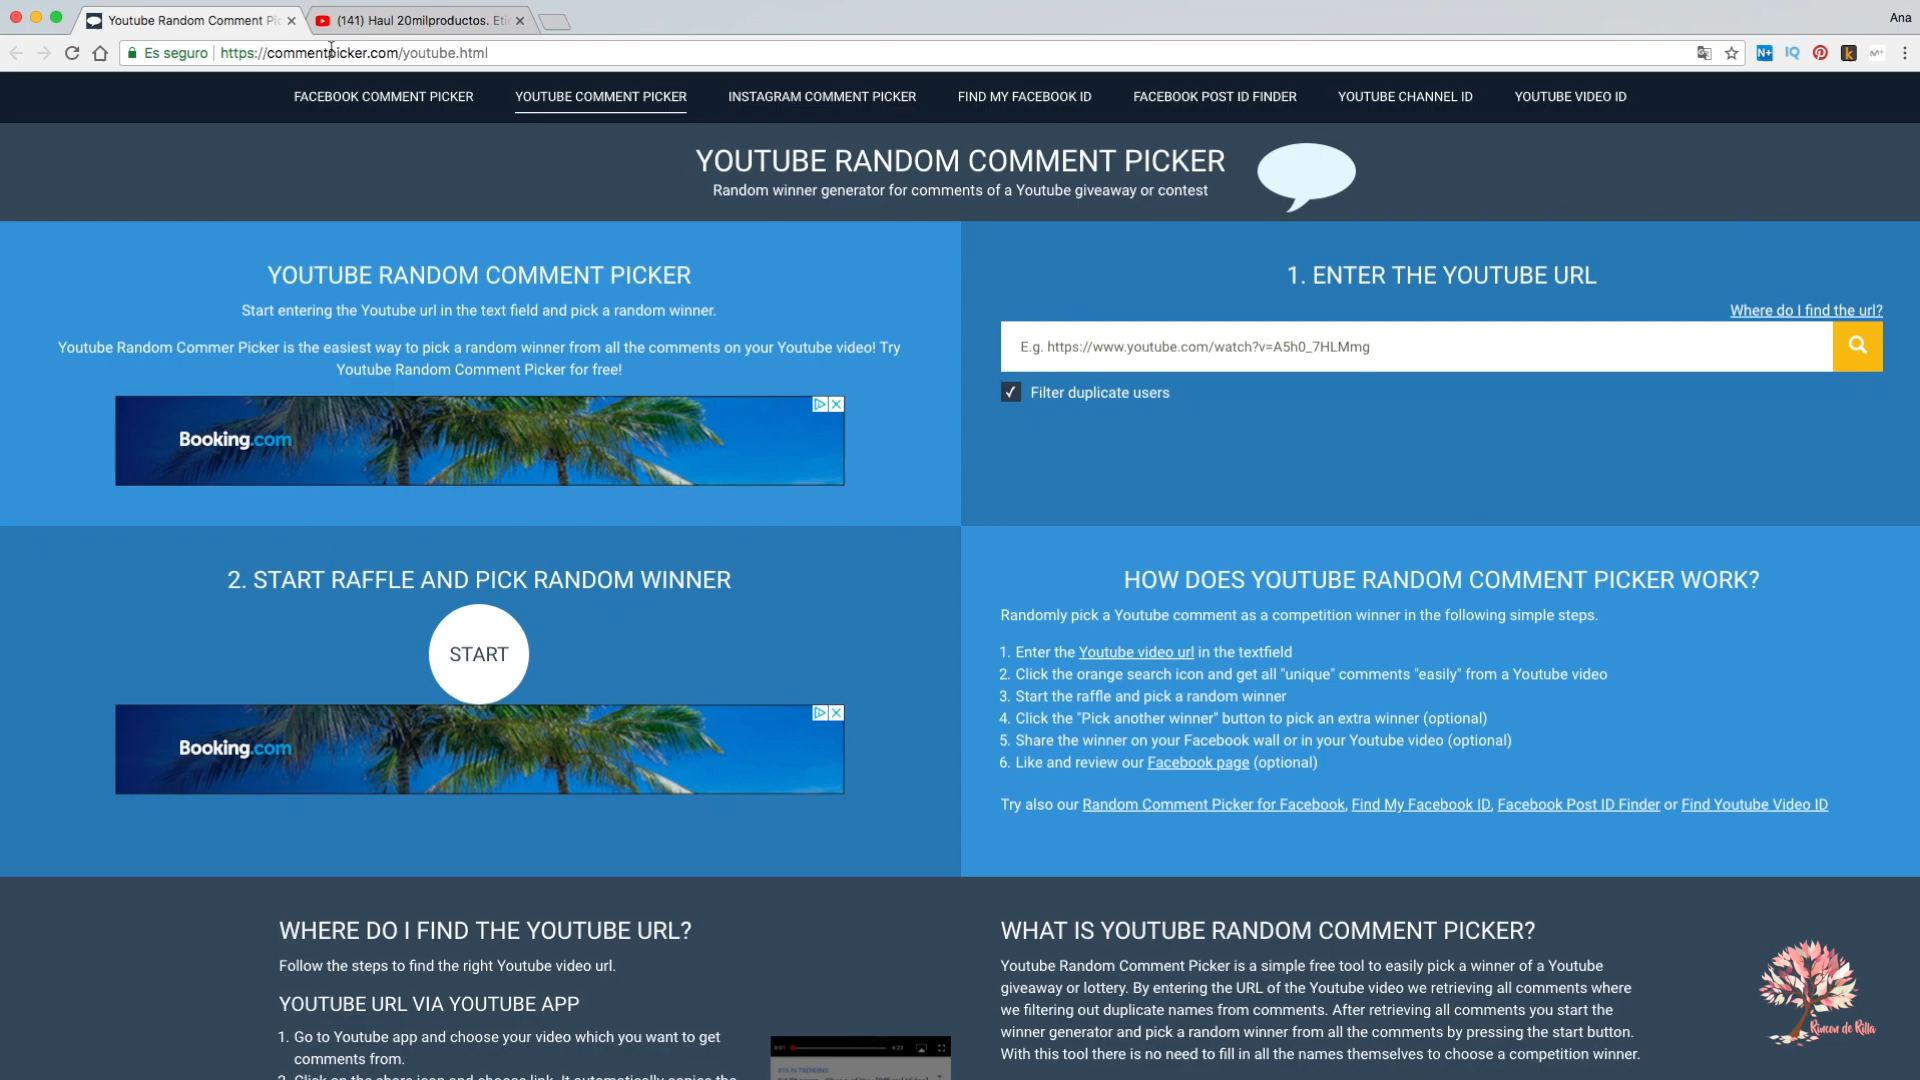 Youtube Random Comment Pic
(141) Haul 20milproductos. Etic
Ana
Es seguro | https://commentpicker.com/youtube.html
FACEBOOK COMMENT PICKER
YOUTUBE COMMENT PICKER
INSTAGRAM COMMENT PICKER
FIND MY FACEBOOK ID
FACEBOOK POST ID FINDER
YOUTUBE CHANNEL ID
YOUTUBE VIDEO ID
YOUTUBE RANDOM COMMENT PICKER
Random winner generator for comments of a Youtube giveaway or contest
YOUTUBE RANDOM COMMENT PICKER
Start entering the Youtube url in the text field and pick a random winner.
Youtube Random Commer Picker is the easiest way to pick a random winner from all the comments on your Youtube video! Try
Youtube Random Comment Picker for free!
Booking.com
1. ENTER THE YOUTUBE URL
Where do I find the url?
E.g. https://www.youtube.com/watch?v=A5h0_7HLMmg
Filter duplicate users
2. START RAFFLE AND PICK RANDOM WINNER
START
Booking.com
HOW DOES YOUTUBE RANDOM COMMENT PICKER WORK?
Randomly pick a Youtube comment as a competition winner in the following simple steps.
1. Enter the Youtube video url in the textfield
2. Click the orange search icon and get all "unique" comments "easily" from a Youtube video
3. Start the raffle and pick a random winner
4. Click the "Pick another winner" button to pick an extra winner (optional)
5. Share the winner on your Facebook wall or in your Youtube video (optional)
6. Like and review our Facebook page (optional)
Try also our Random Comment Picker for Facebook, Find My Facebook ID, Facebook Post ID Finder or Find Youtube Video ID
WHERE DO I FIND THE YOUTUBE URL?
Follow the steps to find the right Youtube video url.
YOUTUBE URL VIA YOUTUBE APP
1. Go to Youtube app and choose your video which you want to get
comments from.
2. Click on the share icon and choose link. It automatically copies the
WHAT IS YOUTUBE RANDOM COMMENT PICKER?
Youtube Random Comment Picker is a simple free tool to easily pick a winner of a Youtube
giveaway or lottery. By entering the URL of the Youtube video we retrieving all comments where
we filtering out duplicate names from comments. After retrieving all comments you start the
winner generator and pick a random winner from all the comments by pressing the start button.
With this tool there is no need to fill in all the names themselves to choose a competition winner.
Rincon de Rilla